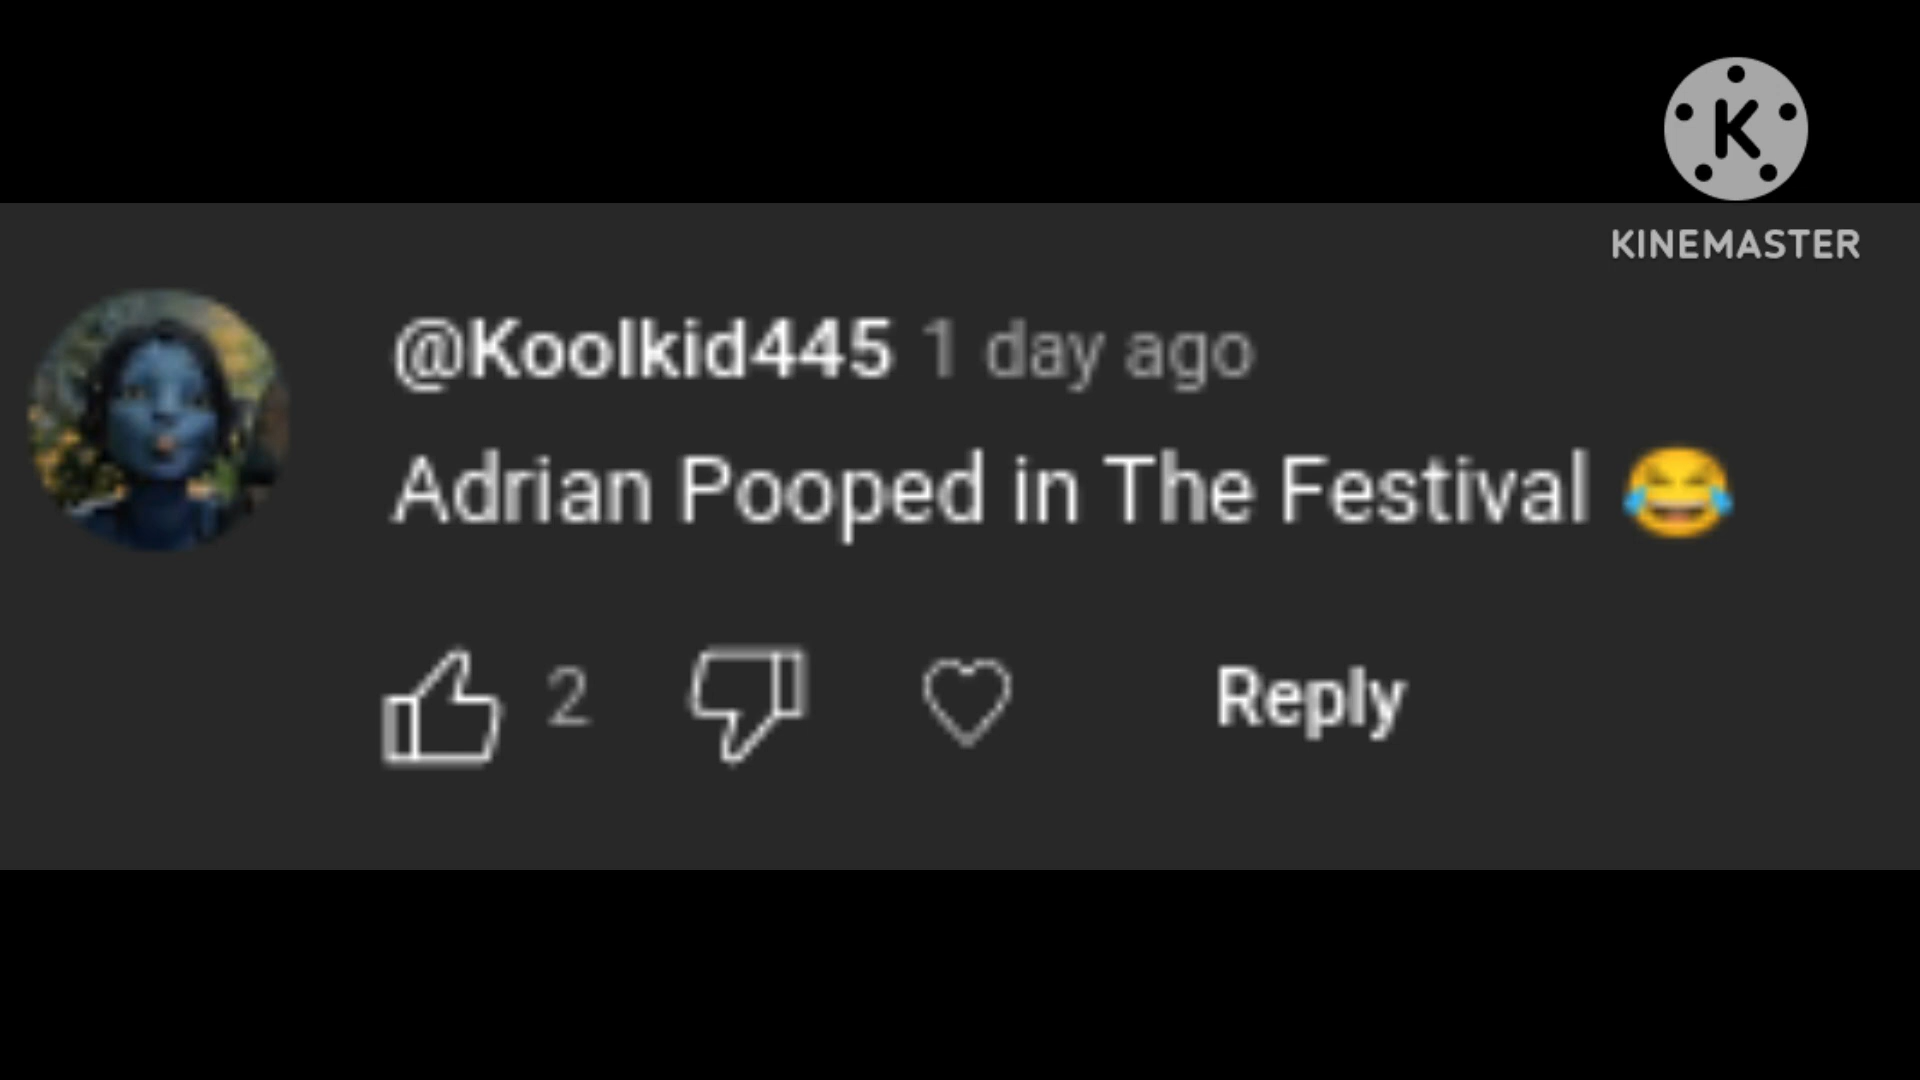 K
KINEMASTER
@Koolkid445 1 day ago
Adrian Pooped in The Festival 😂
2
Reply